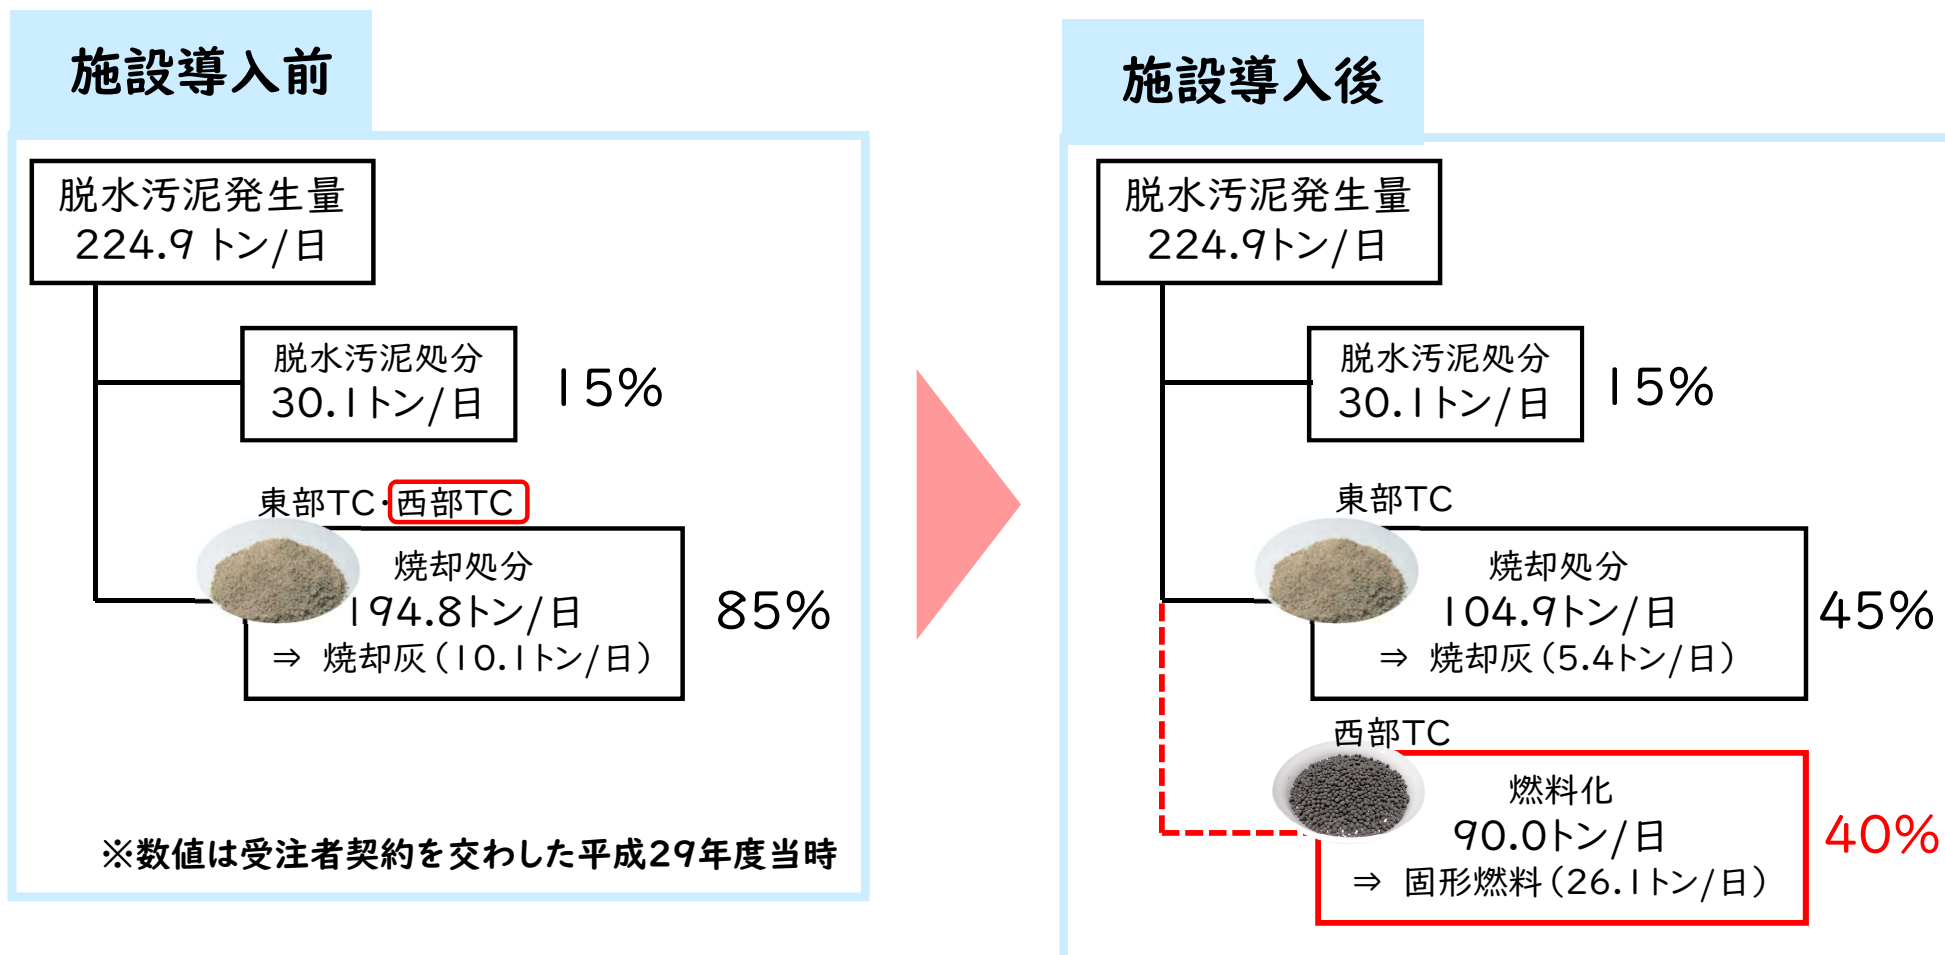 施設導入前
脱水汚泥発生量
224.9 トン/日
脱水汚泥処分
30.1トン/日
15%
東部TC・西部TC
焼却処分
194.8トン/日
⇒ 焼却灰(10.1トン/日)
85%
※数値は受注者契約を交わした平成29年度当時
施設導入後
脱水汚泥発生量
224.9トン/日
脱水汚泥処分
30.1トン/日
15%
東部TC
焼却処分
104.9トン/日
⇒ 焼却灰(5.4トン/日)
45%
西部TC
燃料化
90.0トン/日
⇒ 固形燃料(26.1トン/日)
40%